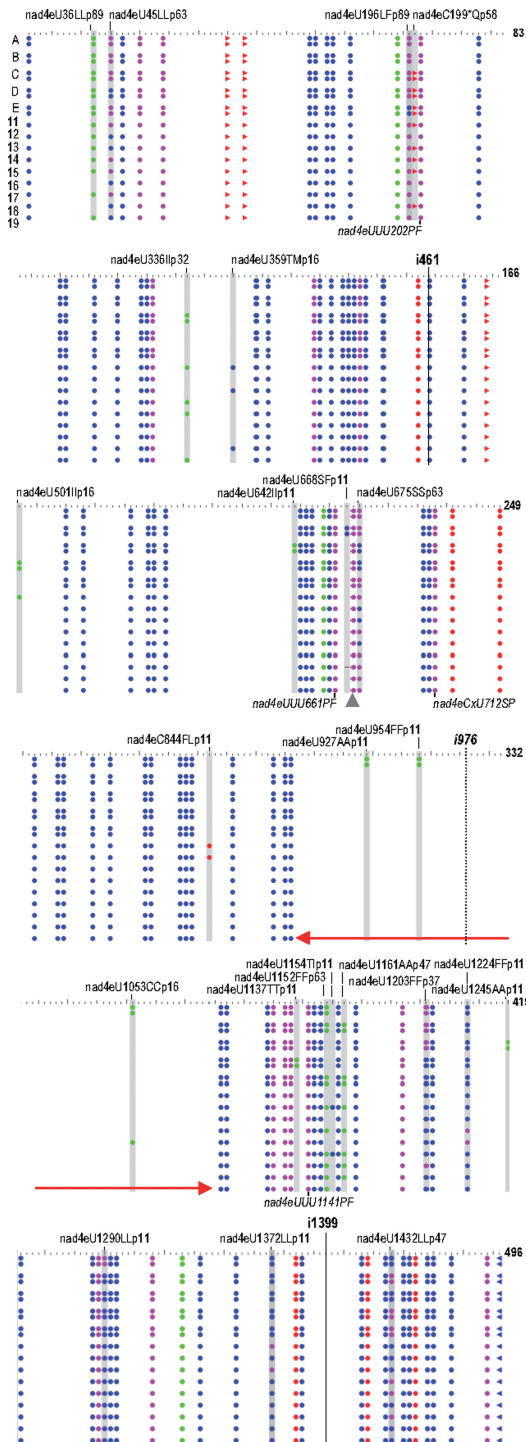 nad4eU36LLp89 nad4eU45LLp63 nad4eU196LFp89 nad4eC199*Qp58
83
A
B
C
D
E
11
12
13
14
15
16
17
18
19
nad4eUUU202PF
nad4eU336IIp32 nad4eU359TMp16 i461
166
nad4eU668SFp11
nad4eU501IIp16 nad4eU642IIp11 nad4eU675SSp63
249
nad4eUUU661PF nad4eCxU712SP
nad4eU954FFp11
nad4eC844FLp11 nad4eU927AAp11 i976
332
nad4eU1154TIp11 nad4eU1161AAp47 nad4eU1224FFp11
nad4eU1053CCp16 nad4eU1152FFp63 nad4eU1203FFp37
nad4eU1137TTp11 nad4eU1245AAp11
415
nad4eUUU1141PF
i1399
nad4eU1290LLp11 nad4eU1372LLp11 nad4eU1432LLp47
496